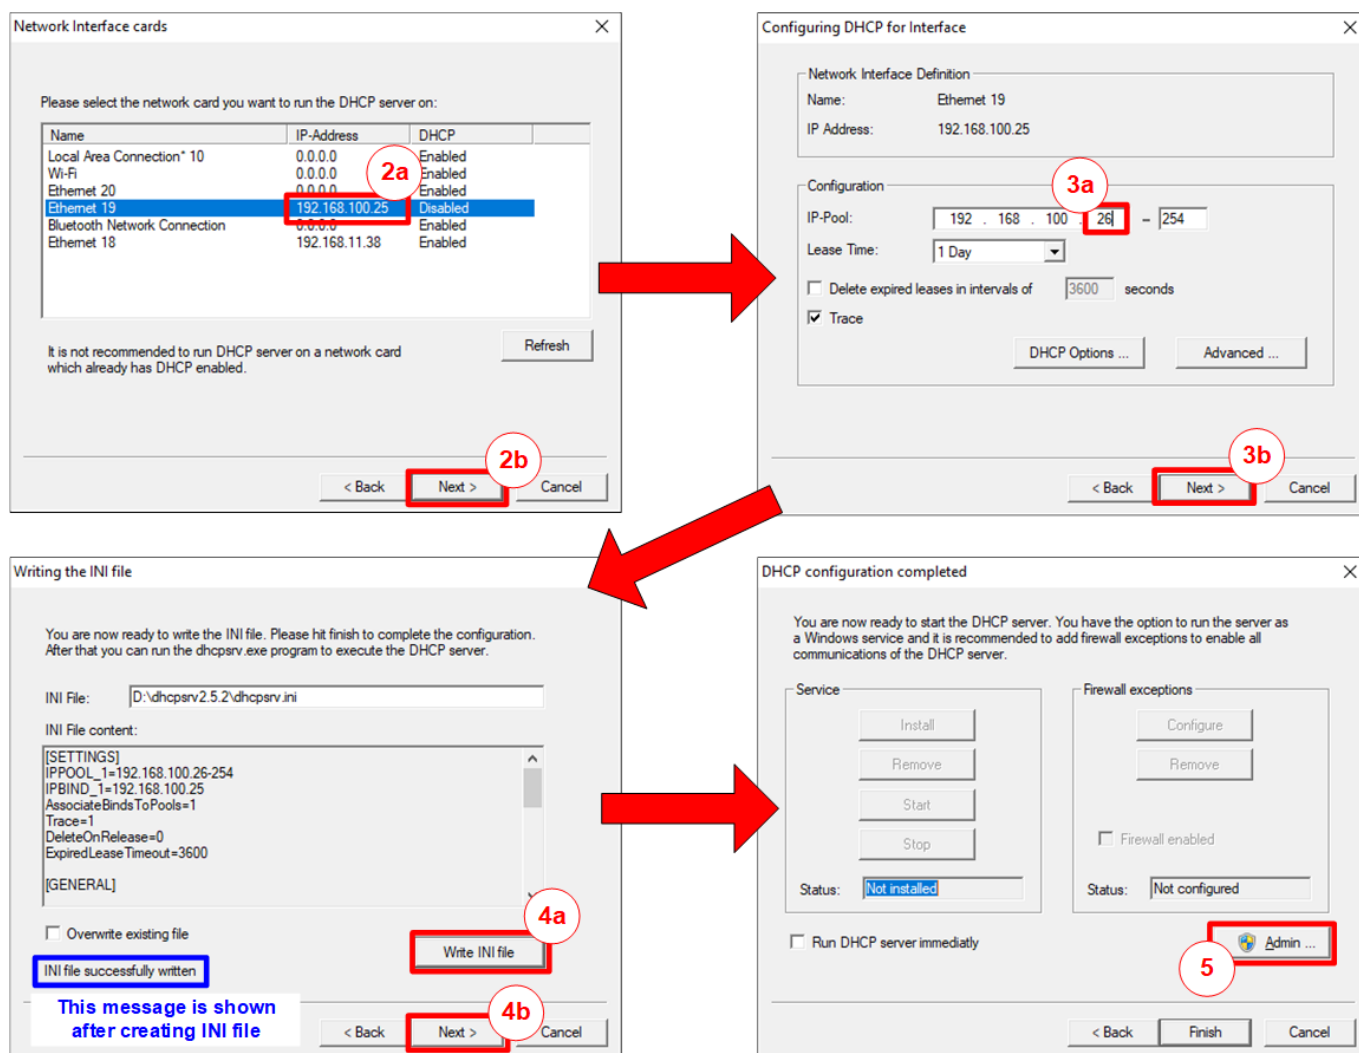 Network Interface cards
Please select the network card you want to run the DHCP server on:
Name IP-Address DHCP
Local Area Connection* 10 0.0.0.0 Enabled
Wi-Fi 0.0.0.0 Enabled
Ethernet 20 0.0.0.0 Enabled
Ethernet 19 192.168.100.25 Disabled
Bluetooth Network Connection 0.0.0.0 Enabled
Ethernet 18 192.168.11.38 Enabled
2a
It is not recommended to run DHCP server on a network card
which already has DHCP enabled.
Refresh
2b
< Back Next > Cancel
Configuring DHCP for Interface
Network Interface Definition
Name: Ethernet 19
IP Address: 192.168.100.25
Configuration
3a
IP-Pool: 192 . 168 . 100 . 26 – 254
Lease Time: 1 Day
Delete expired leases in intervals of 3600 seconds
Trace
DHCP Options ... Advanced ...
3b
< Back Next > Cancel
Writing the INI file
You are now ready to write the INI file. Please hit finish to complete the configuration.
After that you can run the dhcpsrv.exe program to execute the DHCP server.
INI File: D:\dhcpsrv2.5.2\dhcpsrv.ini
INI File content:
[SETTINGS]
IPPOOL_1=192.168.100.26-254
IPBIND_1=192.168.100.25
AssociateBindsToPools=1
Trace=1
DeleteOnRelease=0
ExpiredLeaseTimeout=3600
[GENERAL]
4a
Overwrite existing file
Write INI file
INI file successfully written
This message is shown
after creating INI file
4b
< Back Next > Cancel
DHCP configuration completed
You are now ready to start the DHCP server. You have the option to run the server as
a Windows service and it is recommended to add firewall exceptions to enable all
communications of the DHCP server.
Service
Install
Remove
Start
Stop
Status: Not installed
Firewall exceptions
Configure
Remove
Firewall enabled
Status: Not configured
Run DHCP server immediatly
Admin ...
5
< Back Finish Cancel